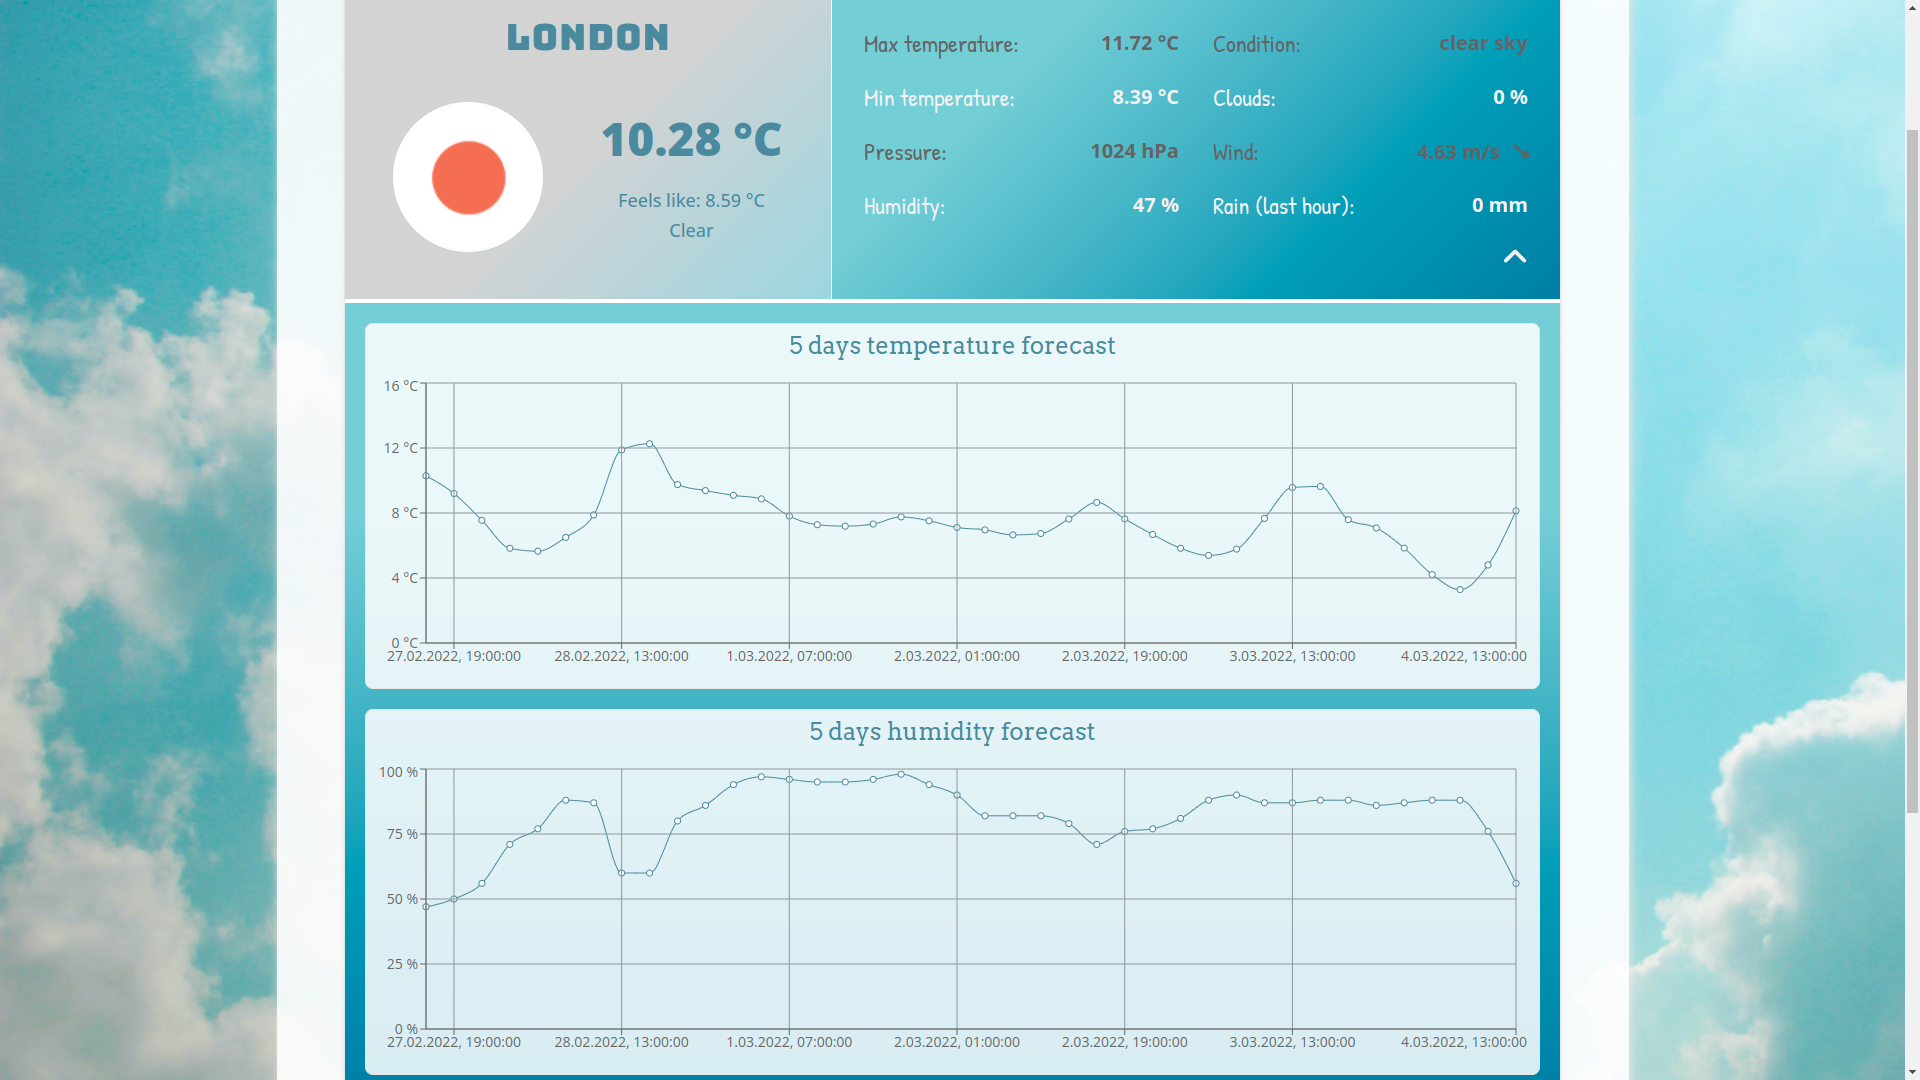 LONDON
10.28 °C
Feels like: 8.59 °C
Clear
Max temperature: 11.72 °C
Min temperature: 8.39 °C
Pressure: 1024 hPa
Humidity: 47 %
Condition: clear sky
Clouds: 0 %
Wind: 4.63 m/s
Rain (last hour): 0 mm
5 days temperature forecast
16 °C
12 °C
8 °C
4 °C
0 °C
27.02.2022, 19:00:00 28.02.2022, 13:00:00 1.03.2022, 07:00:00 2.03.2022, 01:00:00 2.03.2022, 19:00:00 3.03.2022, 13:00:00 4.03.2022, 13:00:00
5 days humidity forecast
100 %
75 %
50 %
25 %
0 %
27.02.2022, 19:00:00 28.02.2022, 13:00:00 1.03.2022, 07:00:00 2.03.2022, 01:00:00 2.03.2022, 19:00:00 3.03.2022, 13:00:00 4.03.2022, 13:00:00